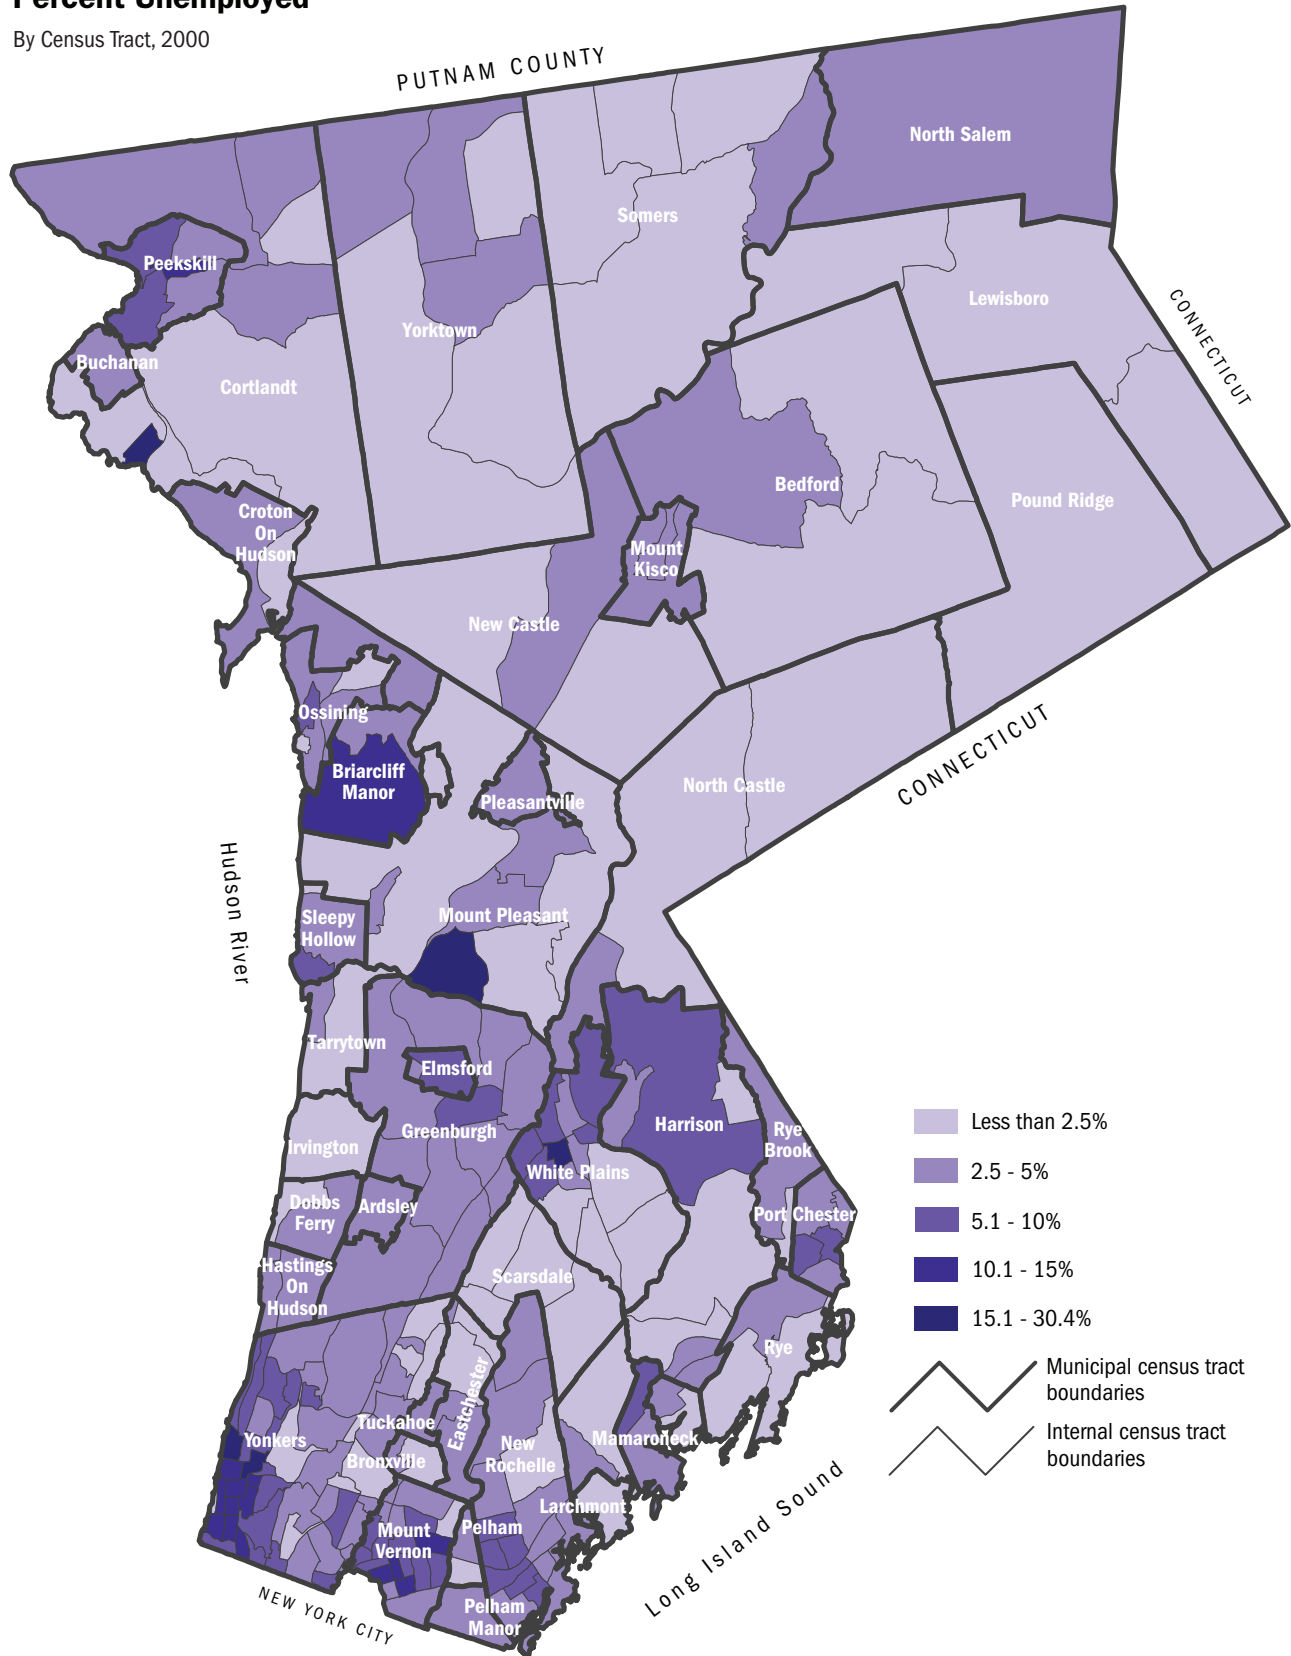 Percent Unemployed
By Census Tract, 2000
PUTNAM COUNTY
North Salem
Somers
Peekskill
Lewisboro
CONNECTICUT
Yorktown
Buchanan
Cortlandt
Bedford
Pound Ridge
Croton
On
Hudson
Mount
Kisco
New Castle
Ossining
CONNECTICUT
Briarcliff
Manor
North Castle
Pleasantville
Hudson River
Mount Pleasant
Sleepy
Hollow
Tarrytown
Elmsford
Greenburgh
Harrison
Rye
Brook
Irvington
White Plains
Dobbs
Ferry
Ardsley
Port Chester
Hastings
On
Hudson
Scarsdale
Rye
Eastchester
Tuckahoe
Yonkers
Bronxville
New
Rochelle
Mamaroneck
Larchmont
Mount
Vernon
Pelham
Pelham
Manor
Long Island Sound
NEW YORK CITY
Less than 2.5%
2.5 - 5%
5.1 - 10%
10.1 - 15%
15.1 - 30.4%
Municipal census tract
boundaries
Internal census tract
boundaries